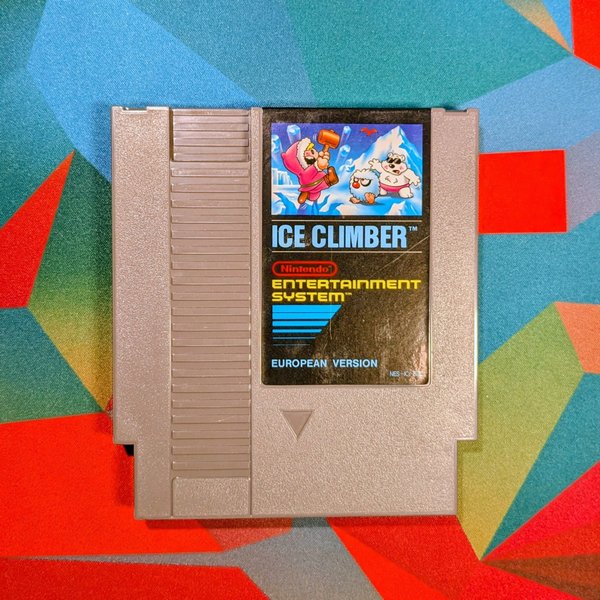 ICE CLIMBER™
Nintendo
ENTERTAINMENT
SYSTEM™
EUROPEAN VERSION